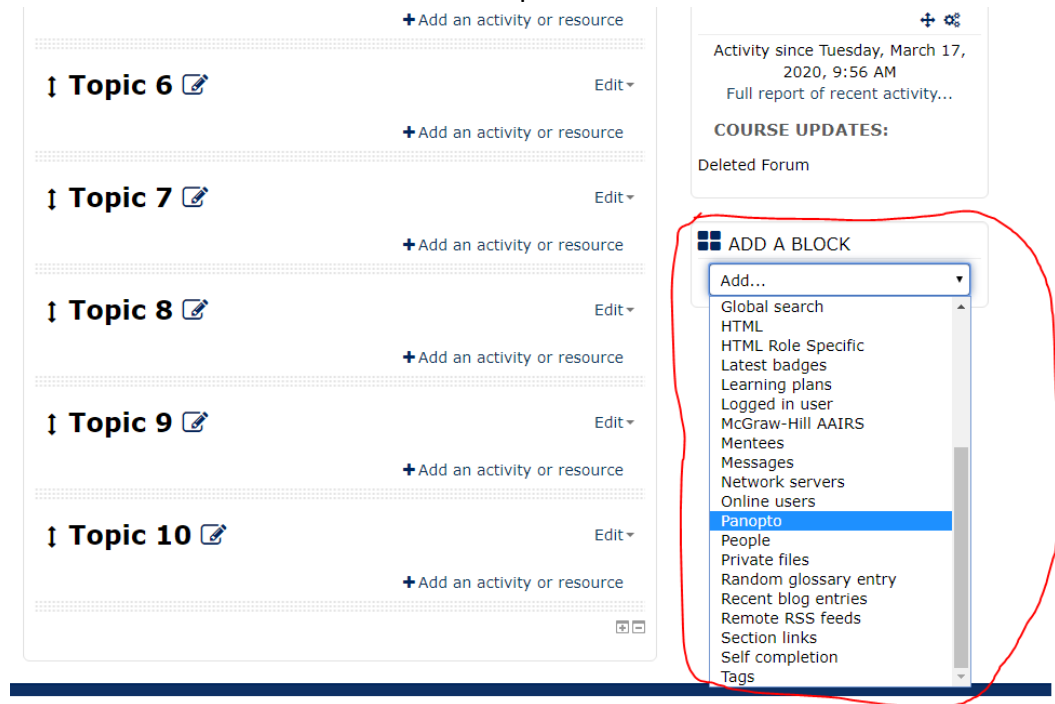 Add an activity or resource
Topic 6
Edit
Add an activity or resource
Topic 7
Edit
Add an activity or resource
Topic 8
Edit
Add an activity or resource
Topic 9
Edit
Add an activity or resource
Topic 10
Edit
Add an activity or resource
Activity since Tuesday, March 17,
2020, 9:56 AM
Full report of recent activity...
COURSE UPDATES:
Deleted Forum
ADD A BLOCK
Add...
Global search
HTML
HTML Role Specific
Latest badges
Learning plans
Logged in user
McGraw-Hill AAIRS
Mentees
Messages
Network servers
Online users
Panopto
People
Private files
Random glossary entry
Recent blog entries
Remote RSS feeds
Section links
Self completion
Tags